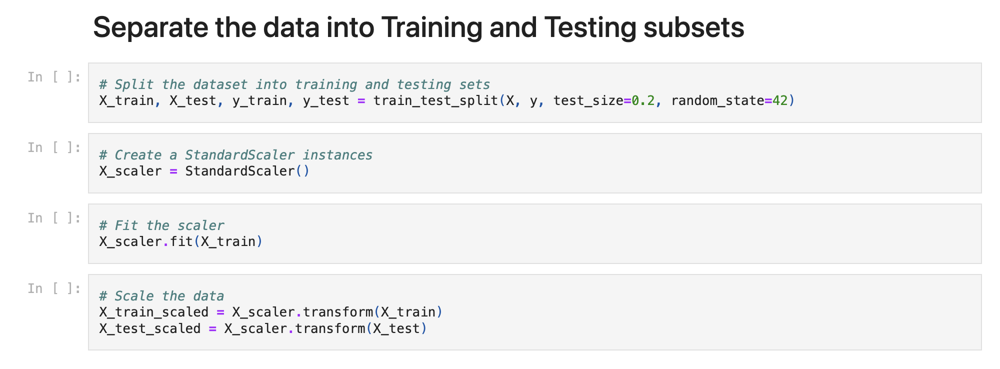 Separate the data into Training and Testing subsets
In [ ]:
# Split the dataset into training and testing sets
X_train, X_test, y_train, y_test = train_test_split(X, y, test_size=0.2, random_state=42)
In [ ]:
# Create a StandardScaler instances
X_scaler = StandardScaler()
In [ ]:
# Fit the scaler
X_scaler.fit(X_train)
In [ ]:
# Scale the data
X_train_scaled = X_scaler.transform(X_train)
X_test_scaled = X_scaler.transform(X_test)